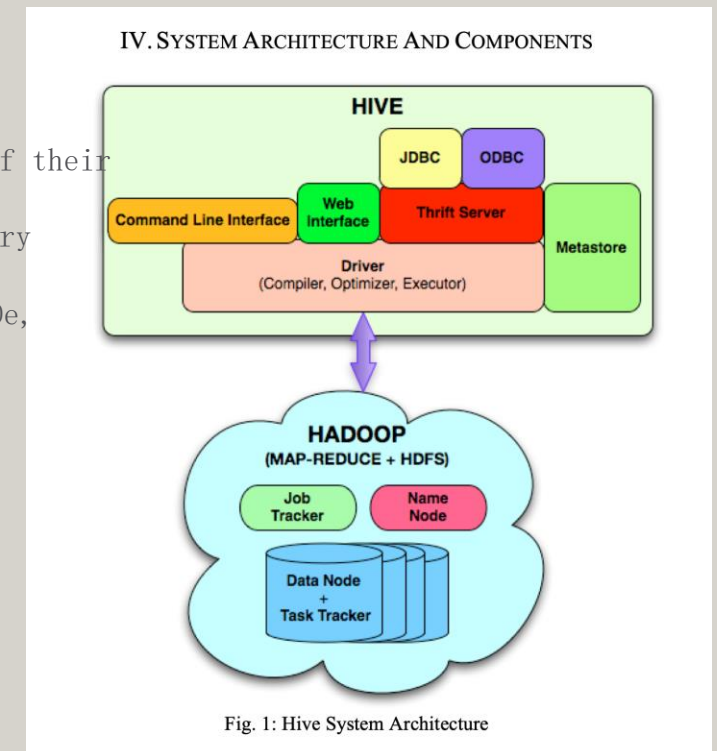 IV. SYSTEM ARCHITECTURE AND COMPONENTS
HIVE
f their
JDBC
ODBC
ry
Command Line Interface
Web
Interface
Thrift Server
Metastore
Driver
(Compiler, Optimizer, Executor)
e,
HADOOP
(MAP-REDUCE + HDFS)
Job
Tracker
Name
Node
Data Node
+
Task Tracker
Fig. 1: Hive System Architecture